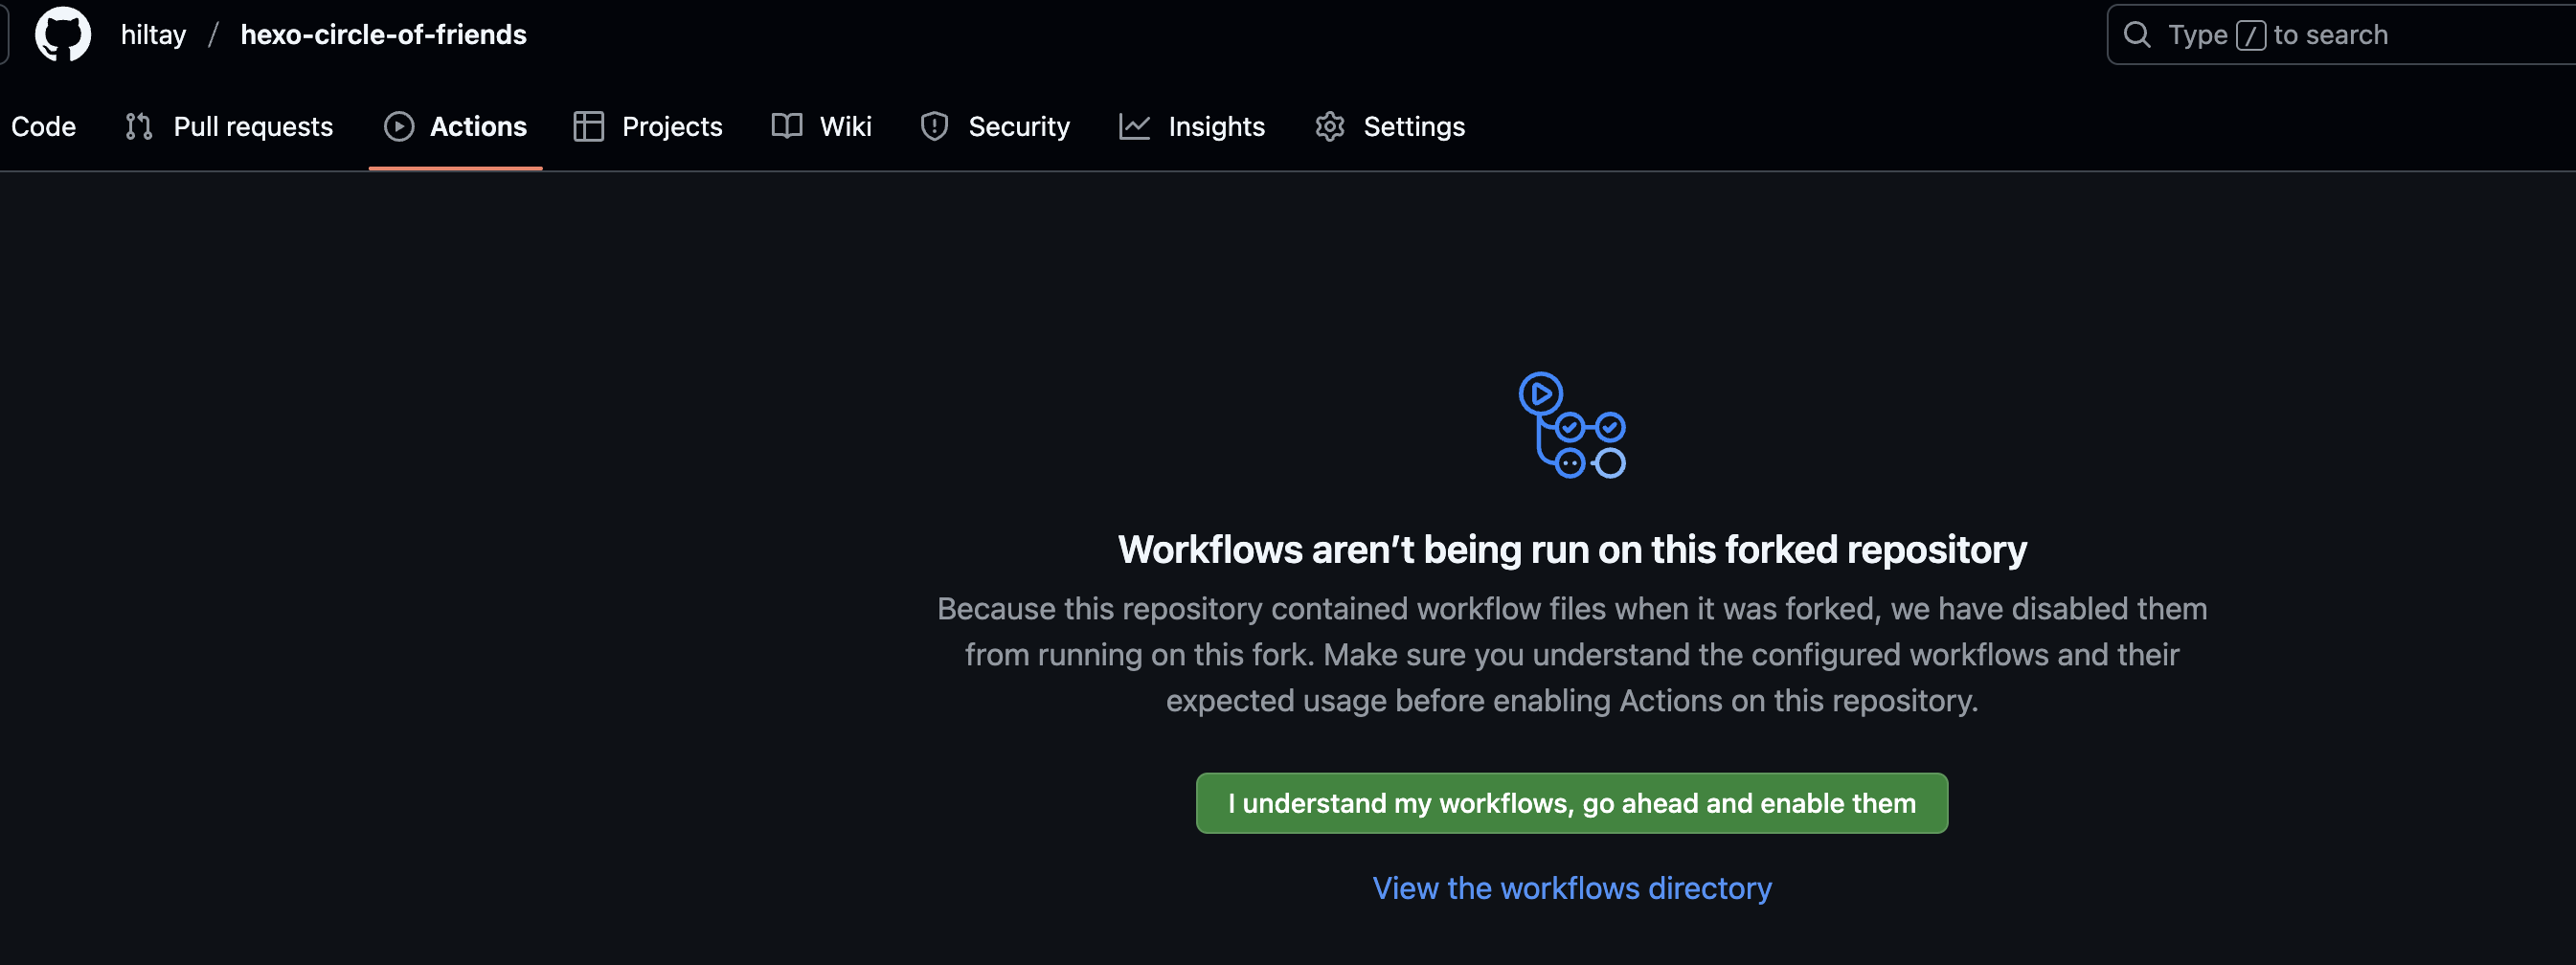 hiltay / hexo-circle-of-friends
Type / to search
Code Pull requests Actions Projects Wiki Security Insights Settings
Workflows aren’t being run on this forked repository
Because this repository contained workflow files when it was forked, we have disabled them
from running on this fork. Make sure you understand the configured workflows and their
expected usage before enabling Actions on this repository.
I understand my workflows, go ahead and enable them
View the workflows directory